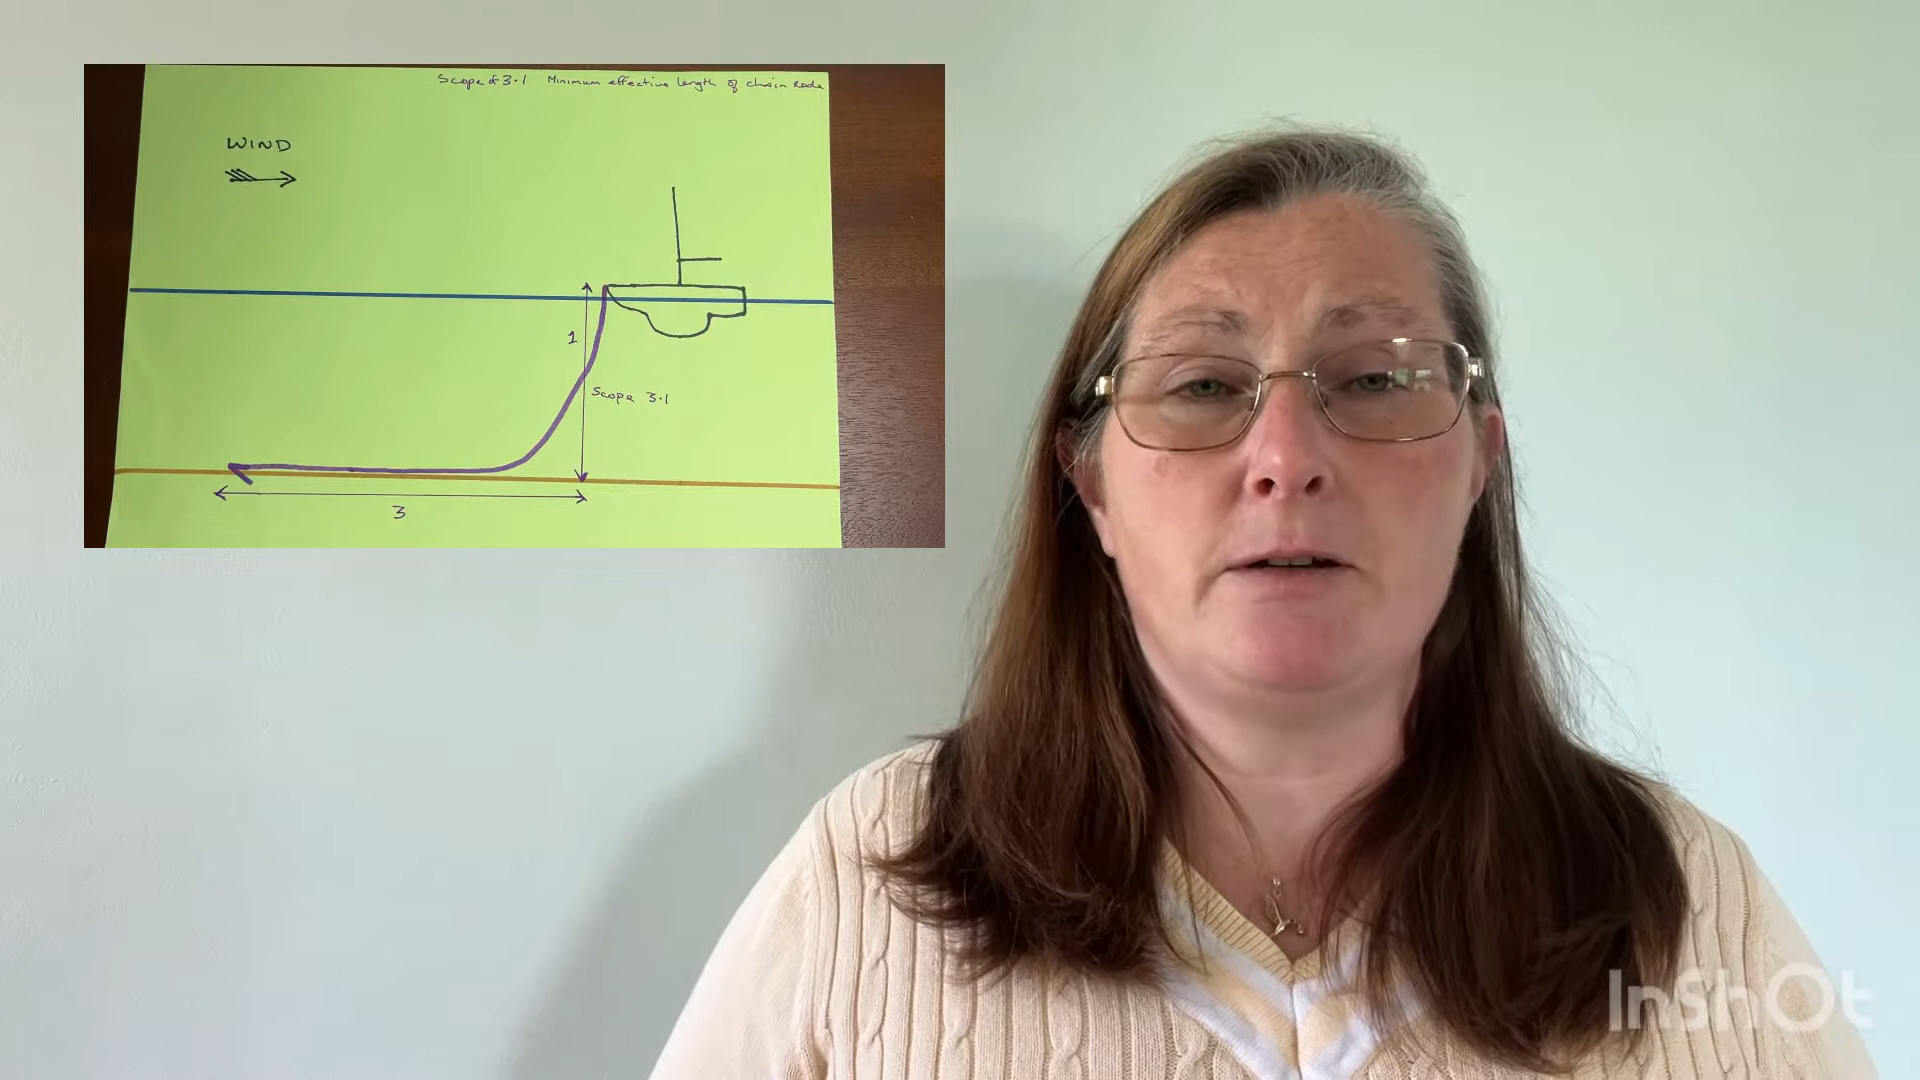 Scope of 3.1 Minimum effective length of chain Rode
WIND
1
Scope 3.1
3
InShOt